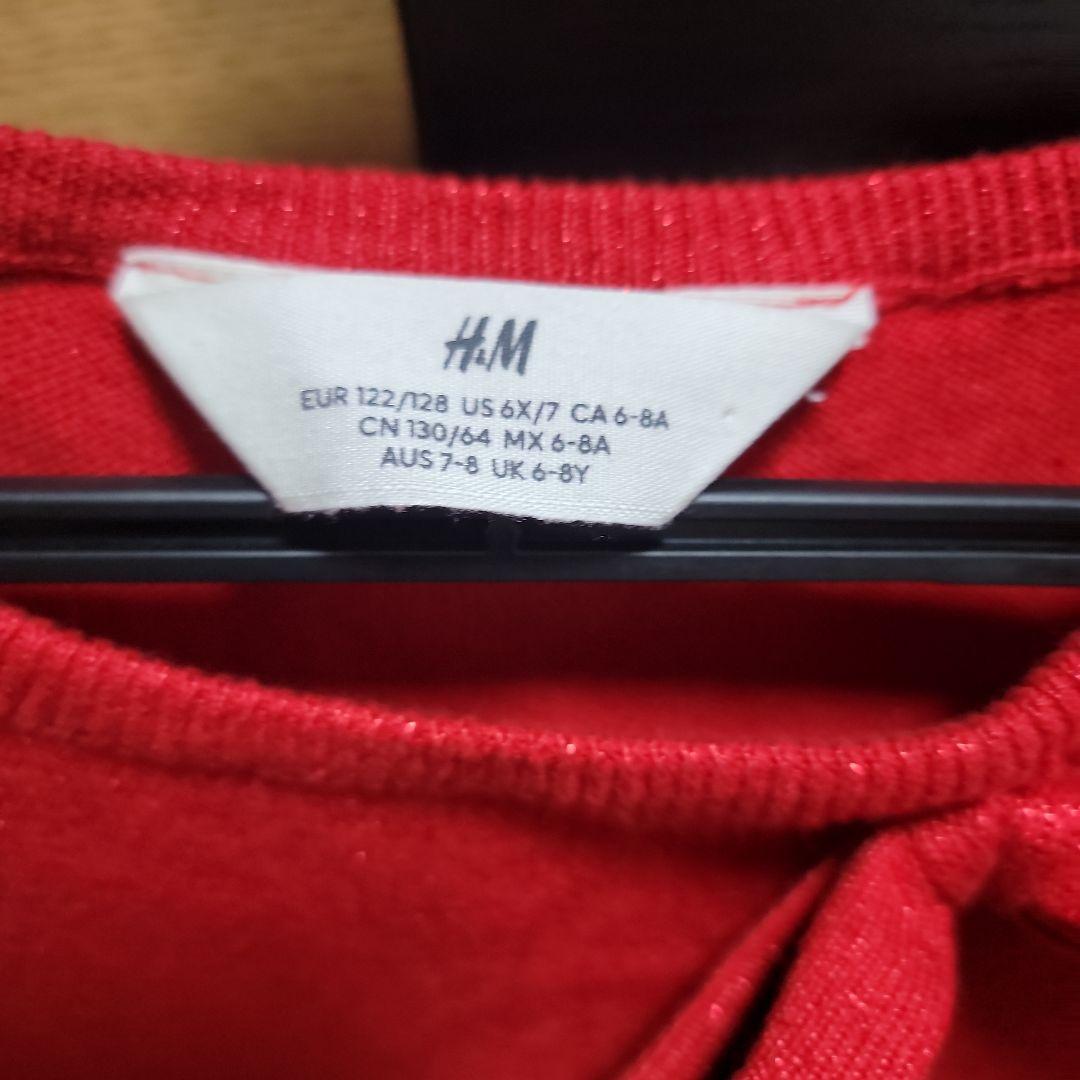 H&M
EUR 122/128 US 6X/7 CA 6-8A
CN 130/64 MX 6-8A
AUS 7-8 UK 6-8Y